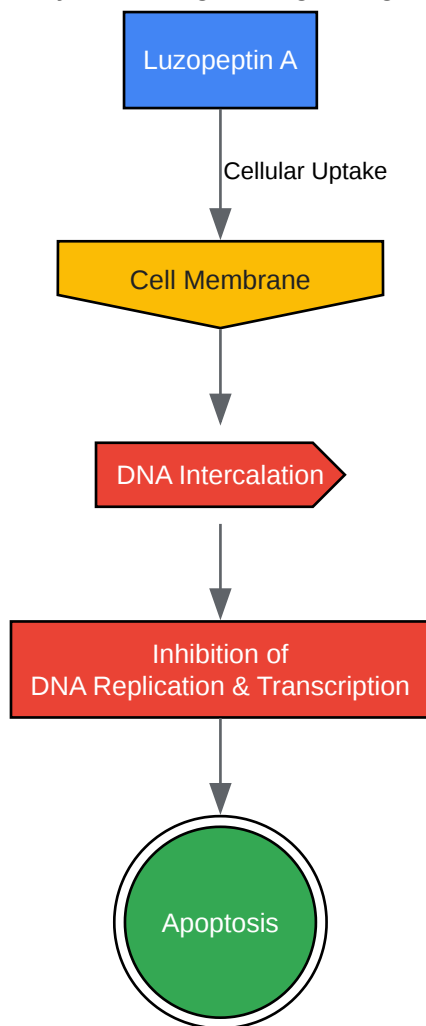 Luzopeptin A
Cellular Uptake
Cell Membrane
DNA Intercalation
Inhibition of
DNA Replication & Transcription
Apoptosis